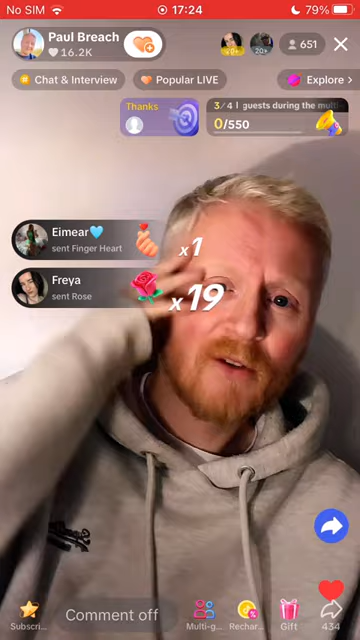 No SIM
17:24
79%
Paul Breach
16.2K
20+
651
Chat & Interview
Popular LIVE
Explore >
Thanks
3/4 I guests during the multi-
0/550
Eimear🩵
sent Finger Heart
x1
Freya
sent Rose
x19
Subscri...
Comment off
Multi-g...
Rechar...
Gift
434